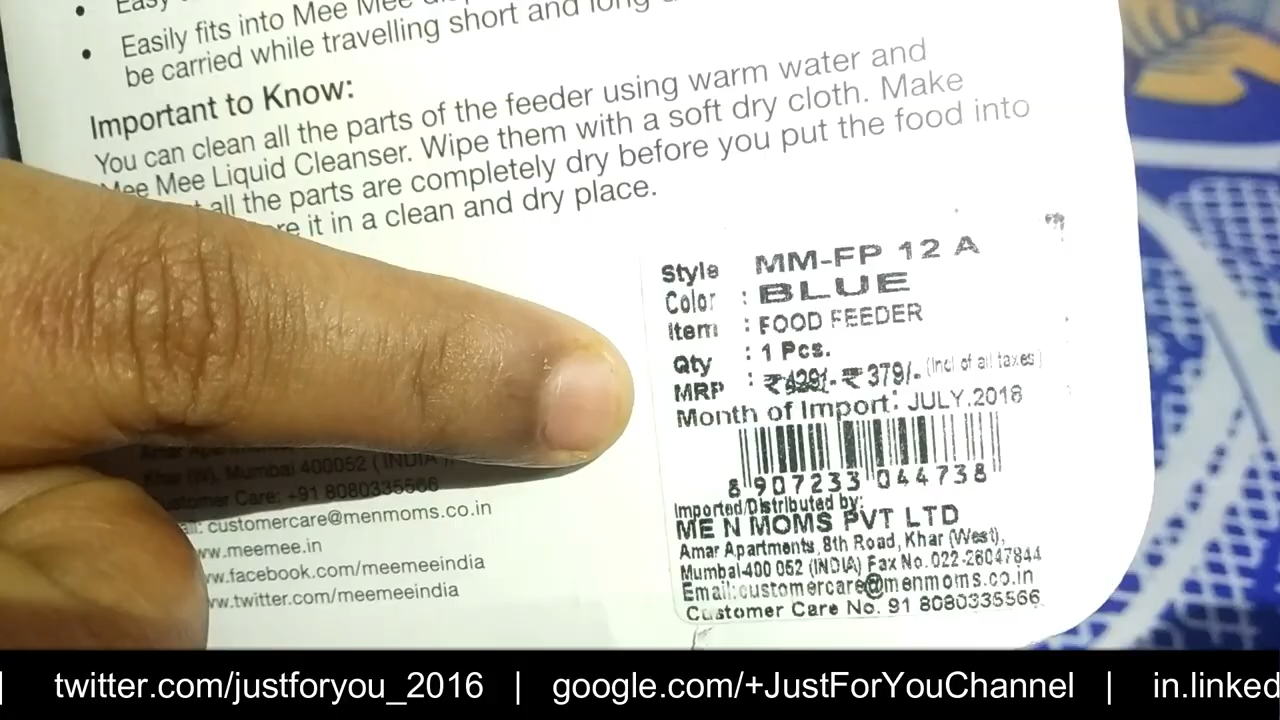 Easily fits into Mee Mee
be carried while travelling short and long
Important to Know:
You can clean all the parts of the feeder using warm water and
Mee Mee Liquid Cleanser. Wipe them with a soft dry cloth. Make
all the parts are completely dry before you put the food into
it in a clean and dry place.
Style MM-FP 12 A
Color : BLUE
Item : FOOD FEEDER
Qty : 1 Pcs.
MRP : ₹ 379/- (Incl of all taxes)
Month of Import: JULY.2018
8 907233 044738
Imported/Distributed by:
ME N MOMS PVT LTD
Amar Apartments, 8th Road, Khar (West),
Mumbai-400 052 (INDIA) Fax No. 022-26047844
Email:customercare@menmoms.co.in
Customer Care No. 91 8080335566
Khar (W), Mumbai 400052 (INDIA)
Customer Care: +91 8080335566
customercare@menmoms.co.in
www.meemee.in
www.facebook.com/meemeeindia
www.twitter.com/meemeeindia
| twitter.com/justforyou_2016 | google.com/+JustForYouChannel | in.linked